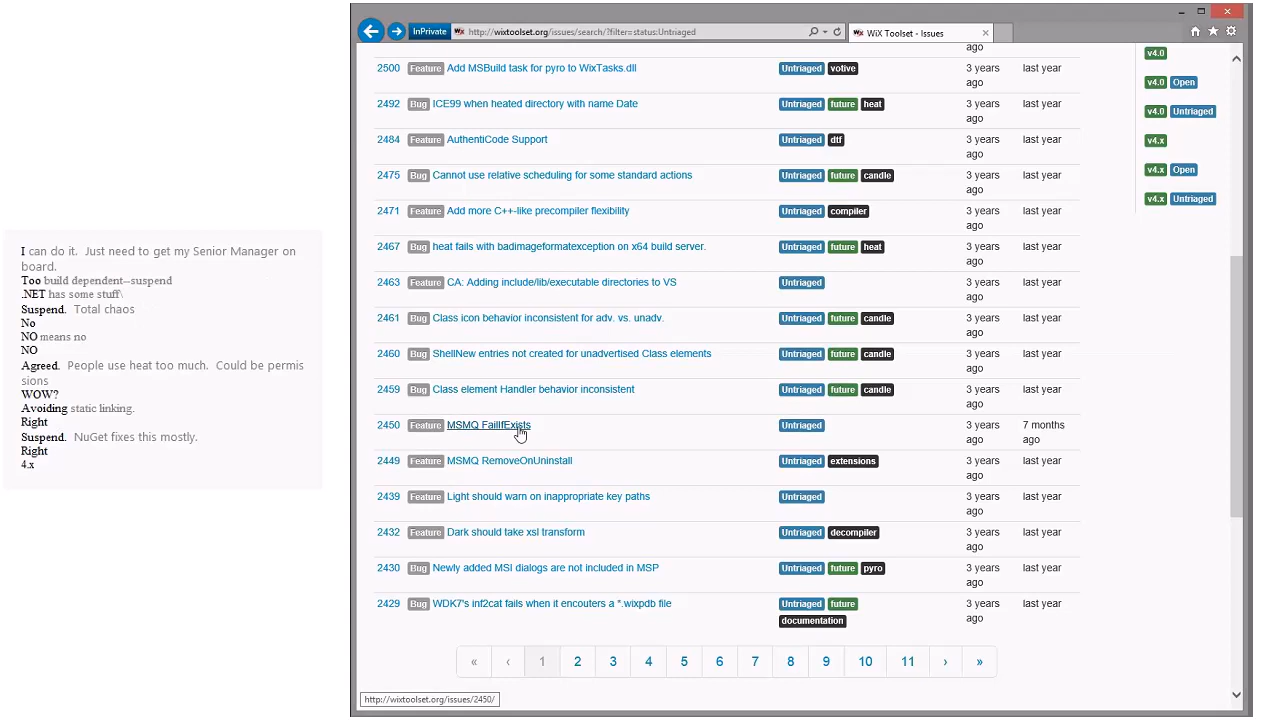 I can do it.  Just need to get my Senior Manager on
board.
Too build dependent--suspend
.NET has some stuff\
Suspend.  Total chaos
No
NO means no
NO
Agreed.  People use heat too much.  Could be permis
sions
WOW?
Avoiding static linking.
Right
Suspend.  NuGet fixes this mostly.
Right
4.x
InPrivate http://wixtoolset.org/issues/search/?filter=status:Untriaged WiX Toolset - Issues
ago
2500 Feature Add MSBuild task for pyro to WixTasks.dll Untriaged votive 3 years last year
ago
2492 Bug ICE99 when heated directory with name Date Untriaged future heat 3 years last year
ago
2484 Feature AuthentiCode Support Untriaged dtf 3 years last year
ago
2475 Bug Cannot use relative scheduling for some standard actions Untriaged future candle 3 years last year
ago
2471 Feature Add more C++-like precompiler flexibility Untriaged compiler 3 years last year
ago
2467 Bug heat fails with badimageformatexception on x64 build server. Untriaged future heat 3 years last year
ago
2463 Feature CA: Adding include/lib/executable directories to VS Untriaged 3 years last year
ago
2461 Bug Class icon behavior inconsistent for adv. vs. unadv. Untriaged future candle 3 years last year
ago
2460 Bug ShellNew entries not created for unadvertised Class elements Untriaged future candle 3 years last year
ago
2459 Bug Class element Handler behavior inconsistent Untriaged future candle 3 years last year
ago
2450 Feature MSMQ FailIfExists Untriaged 3 years 7 months
ago ago
2449 Feature MSMQ RemoveOnUninstall Untriaged extensions 3 years last year
ago
2439 Feature Light should warn on inappropriate key paths Untriaged 3 years last year
ago
2432 Feature Dark should take xsl transform Untriaged decompiler 3 years last year
ago
2430 Bug Newly added MSI dialogs are not included in MSP Untriaged future pyro 3 years last year
ago
2429 Bug WDK7's inf2cat fails when it encouters a *.wixpdb file Untriaged future 3 years last year
documentation ago
« ‹ 1 2 3 4 5 6 7 8 9 10 11 › »
http://wixtoolset.org/issues/2450/
v4.0
v4.0 Open
v4.0 Untriaged
v4.x
v4.x Open
v4.x Untriaged